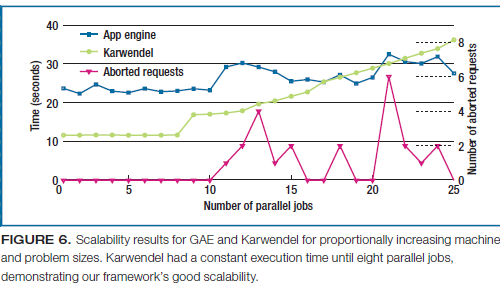 40
30
20
10
0
Time (seconds)
App engine
Karwendel
Aborted requests
8
6
4
2
0
Number of aborted requests
0 5 10 15 20 25
Number of parallel jobs
FIGURE 6. Scalability results for GAE and Karwendel for proportionally increasing machine
and problem sizes. Karwendel had a constant execution time until eight parallel jobs,
demonstrating our framework's good scalability.